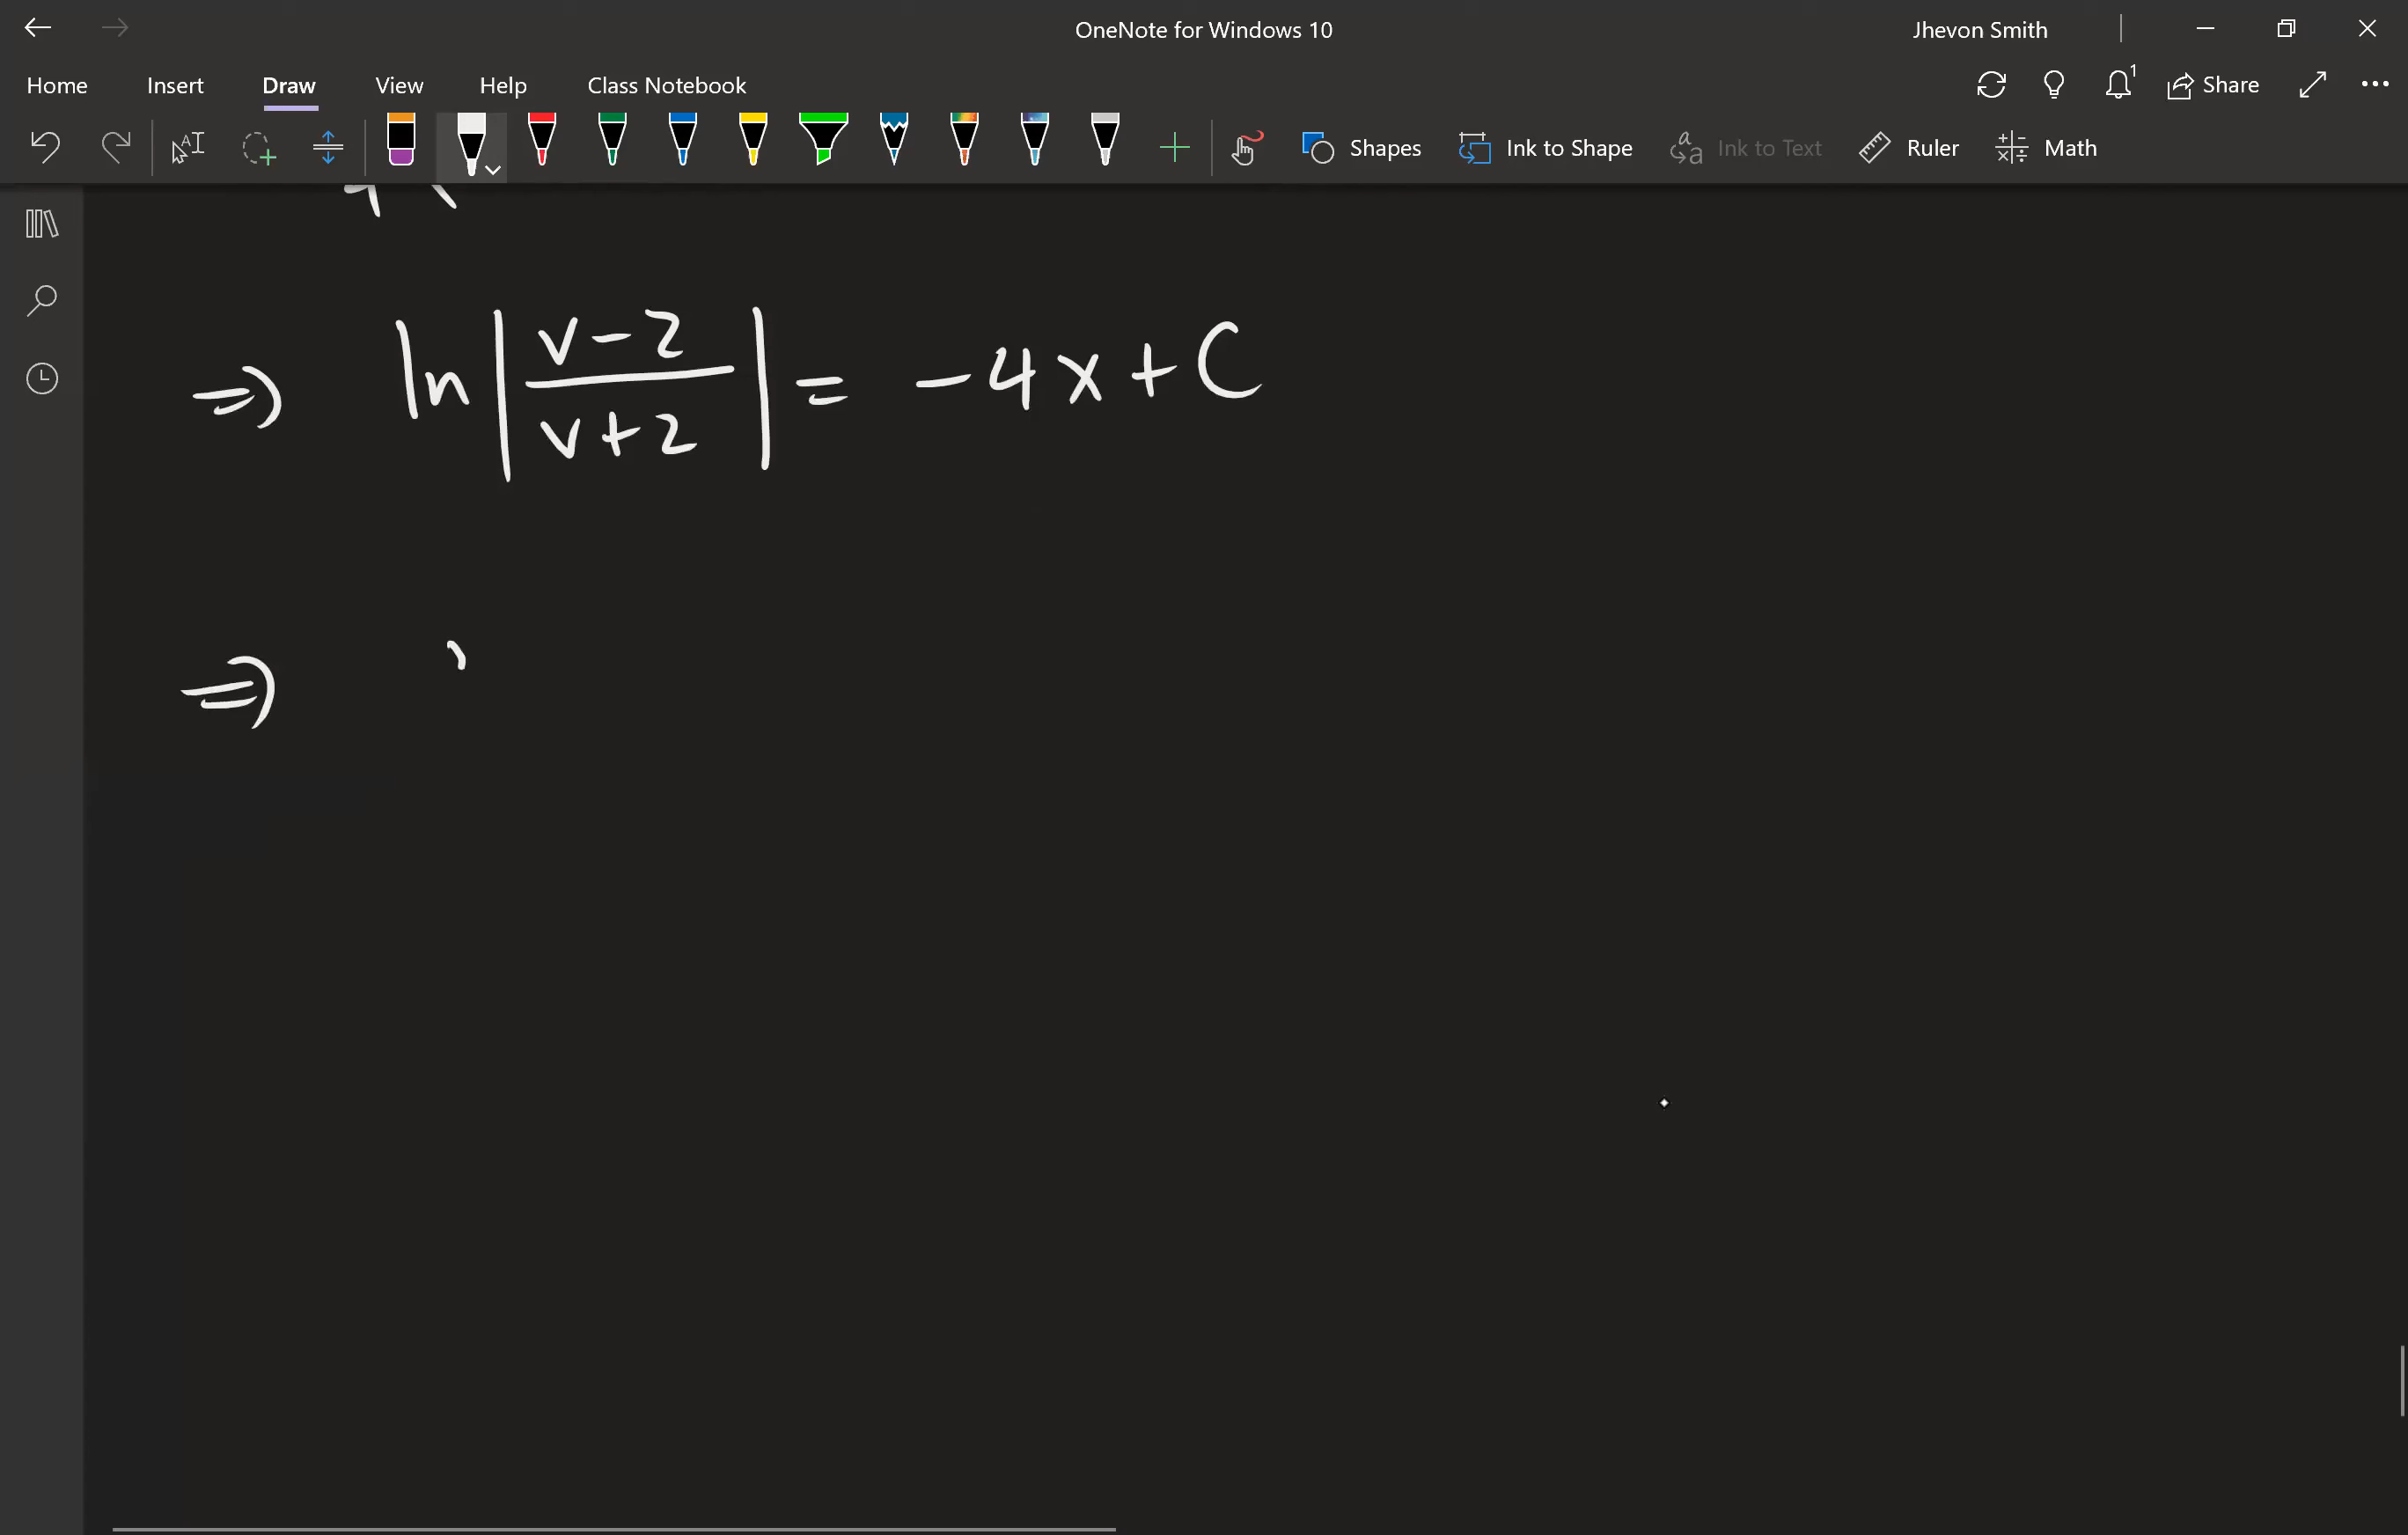 OneNote for Windows 10
Jhevon Smith
Home Insert Draw View Help Class Notebook
1
Share
Shapes Ink to Shape Ink to Text Ruler Math
⇒ ln|(v-2)/(v+2)| = -4x+C
⇒